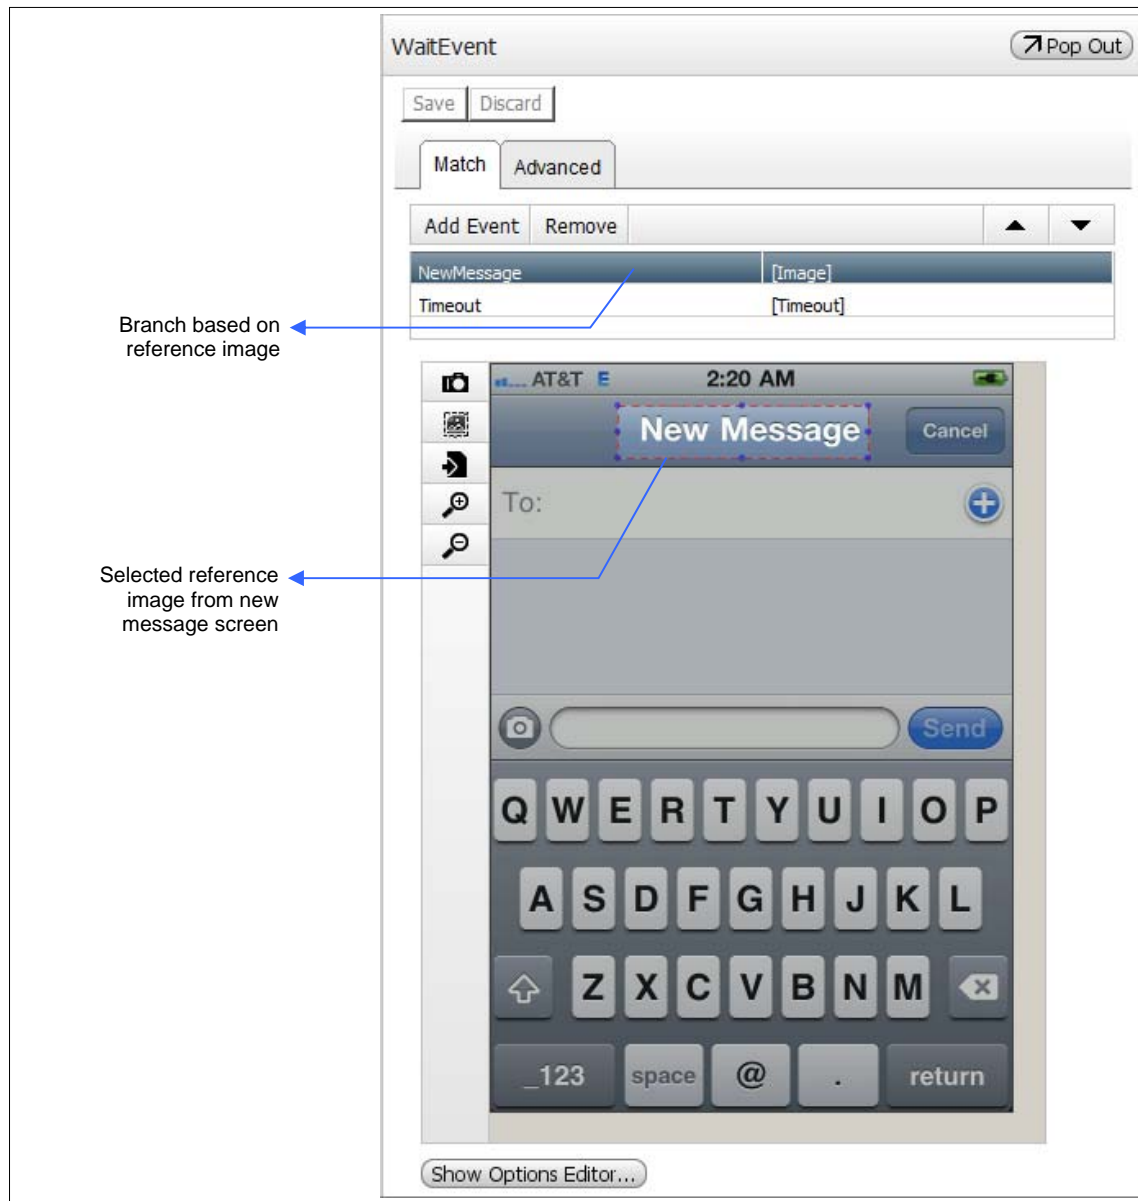 WaitEvent
Pop Out
Save Discard
Match Advanced
Add Event Remove
NewMessage [Image]
Timeout [Timeout]
Branch based on
reference image
AT&T E 2:20 AM
New Message Cancel
To:
Selected reference
image from new
message screen
Send
Q W E R T Y U I O P
A S D F G H J K L
Z X C V B N M
_123 space @ . return
Show Options Editor...